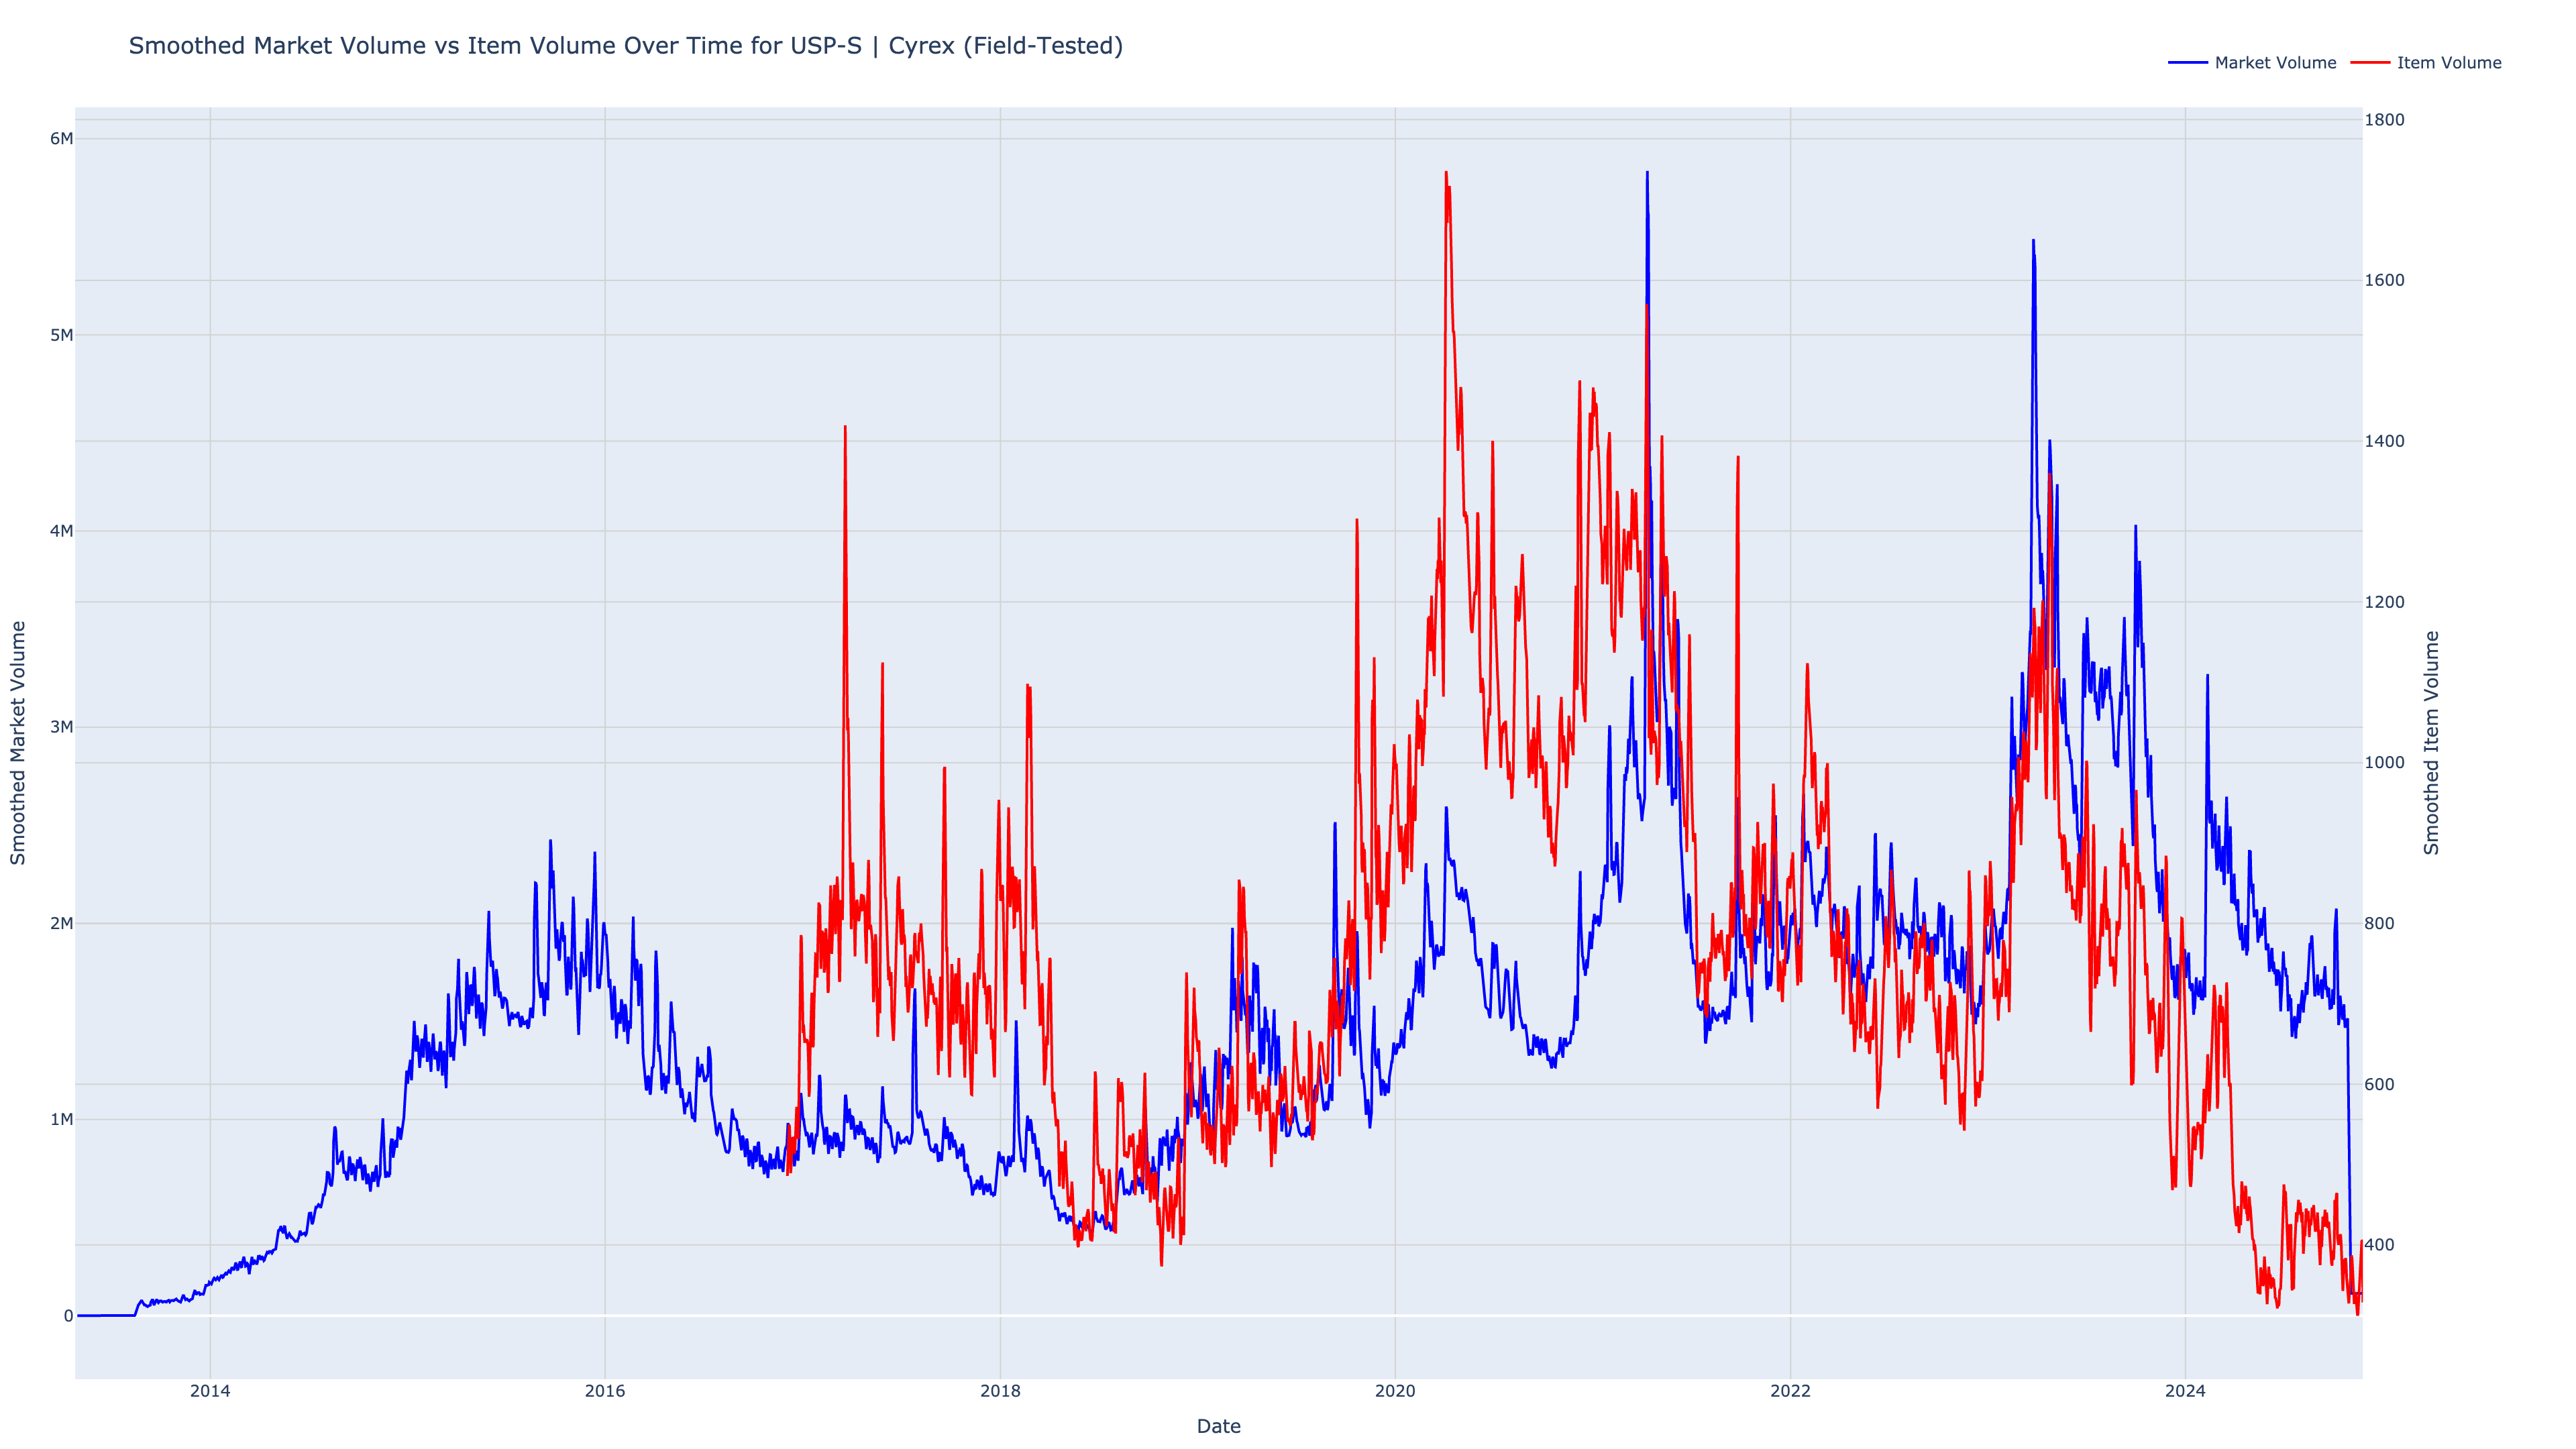 Smoothed Market Volume vs Item Volume Over Time for USP-S | Cyrex (Field-Tested)
Market Volume
Item Volume
6M
5M
4M
3M
2M
1M
0
Smoothed Market Volume
1800
1600
1400
1200
1000
800
600
400
Smoothed Item Volume
2014
2016
2018
2020
2022
2024
Date